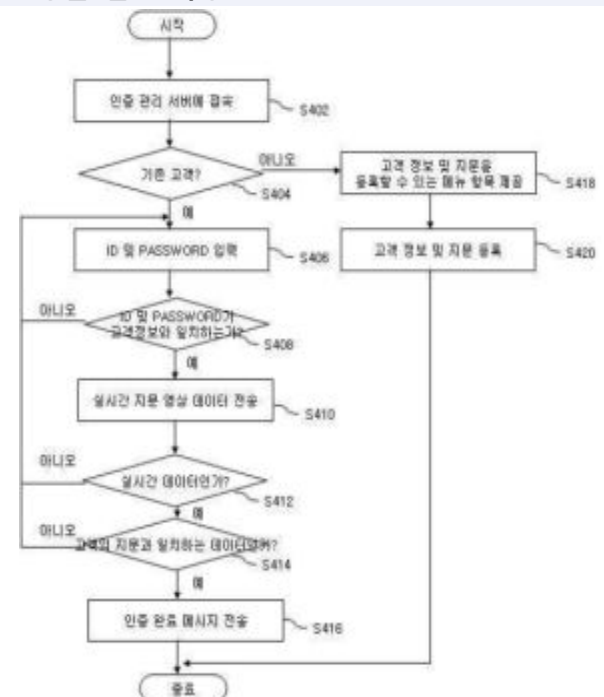 시작
인증 관리 서버에 접속
S402
기존 고객?
아니오
S404
고객 정보 및 지문을
등록할 수 있는 메뉴 항목 제공
S418
예
ID 및 PASSWORD 입력
S406
고객 정보 및 지문 등록
S420
아니오
ID 및 PASSWORD가
고객정보와 일치하는가?
S408
예
실시간 지문 영상 데이터 전송
S410
아니오
실시간 데이터인가?
S412
예
아니오
고객의 지문과 일치하는 데이터인가?
S414
예
인증 완료 메시지 전송
S416
종료